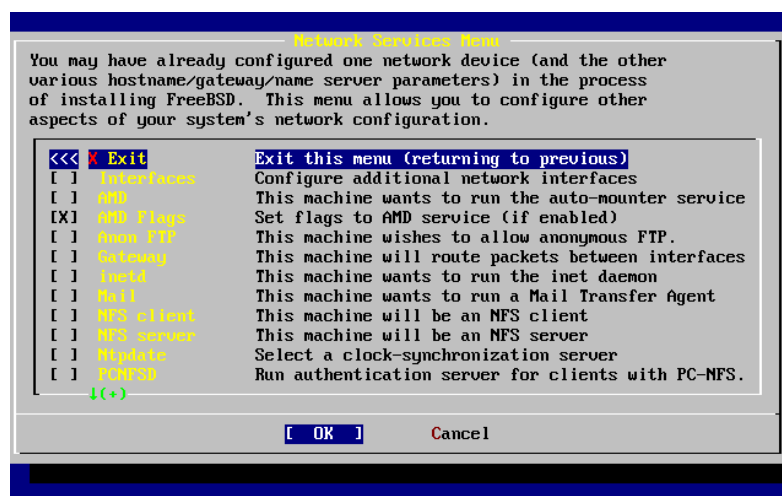 Network Services Menu
You may have already configured one network device (and the other
various hostname/gateway/name server parameters) in the process
of installing FreeBSD.  This menu allows you to configure other
aspects of your system's network configuration.
<<< X Exit Exit this menu (returning to previous)
[ ] Interfaces Configure additional network interfaces
[ ] AMD This machine wants to run the auto-mounter service
[X] AMD Flags Set flags to AMD service (if enabled)
[ ] Anon FTP This machine wishes to allow anonymous FTP.
[ ] Gateway This machine will route packets between interfaces
[ ] inetd This machine wants to run the inet daemon
[ ] Mail This machine wants to run a Mail Transfer Agent
[ ] NFS client This machine will be an NFS client
[ ] NFS server This machine will be an NFS server
[ ] Ntpdate Select a clock-synchronization server
[ ] PCNFSD Run authentication server for clients with PC-NFS.
↓(+)
[ OK ] Cancel